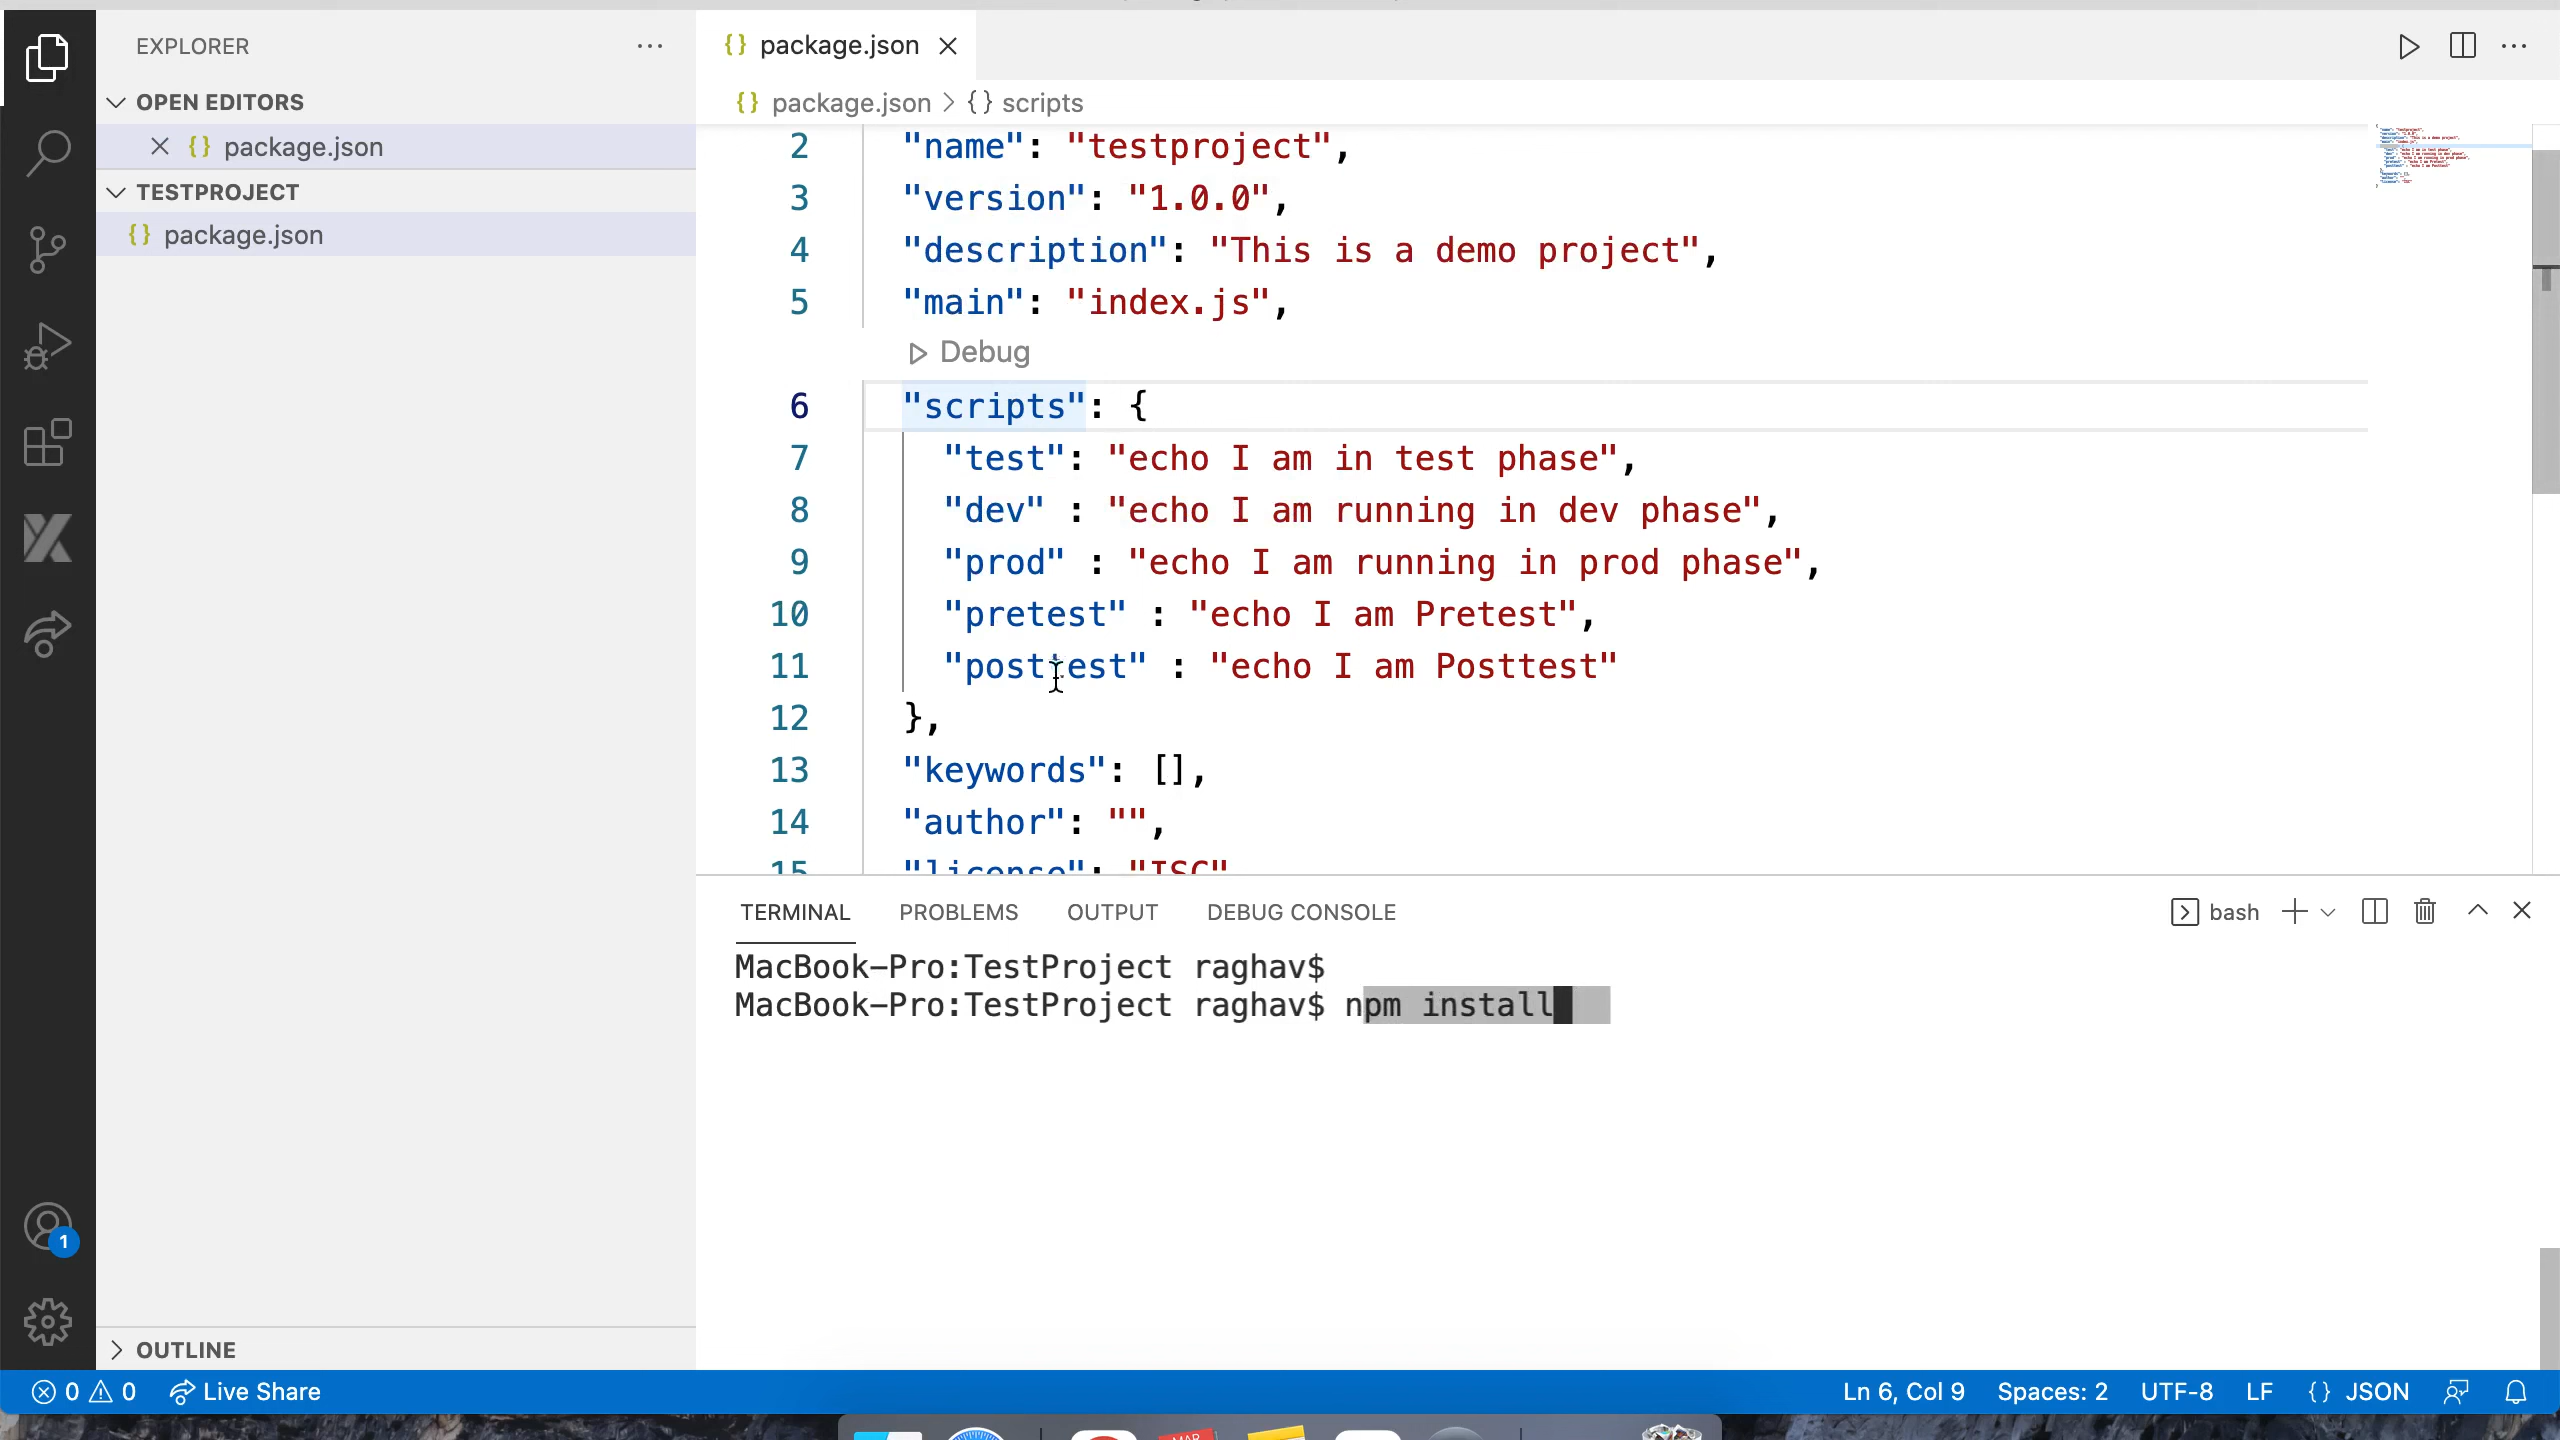 EXPLORER
OPEN EDITORS
package.json
TESTPROJECT
package.json
OUTLINE
package.json
package.json > {} scripts
2 "name": "testproject",
3 "version": "1.0.0",
4 "description": "This is a demo project",
5 "main": "index.js",
Debug
6 "scripts": {
7 "test": "echo I am in test phase",
8 "dev" : "echo I am running in dev phase",
9 "prod" : "echo I am running in prod phase",
10 "pretest" : "echo I am Pretest",
11 "posttest" : "echo I am Posttest"
12 },
13 "keywords": [],
14 "author": "",
15 "license": "ISC"
TERMINAL PROBLEMS OUTPUT DEBUG CONSOLE bash
MacBook-Pro:TestProject raghav$
MacBook-Pro:TestProject raghav$ npm install
1
0 0 Live Share Ln 6, Col 9 Spaces: 2 UTF-8 LF {} JSON
MAR